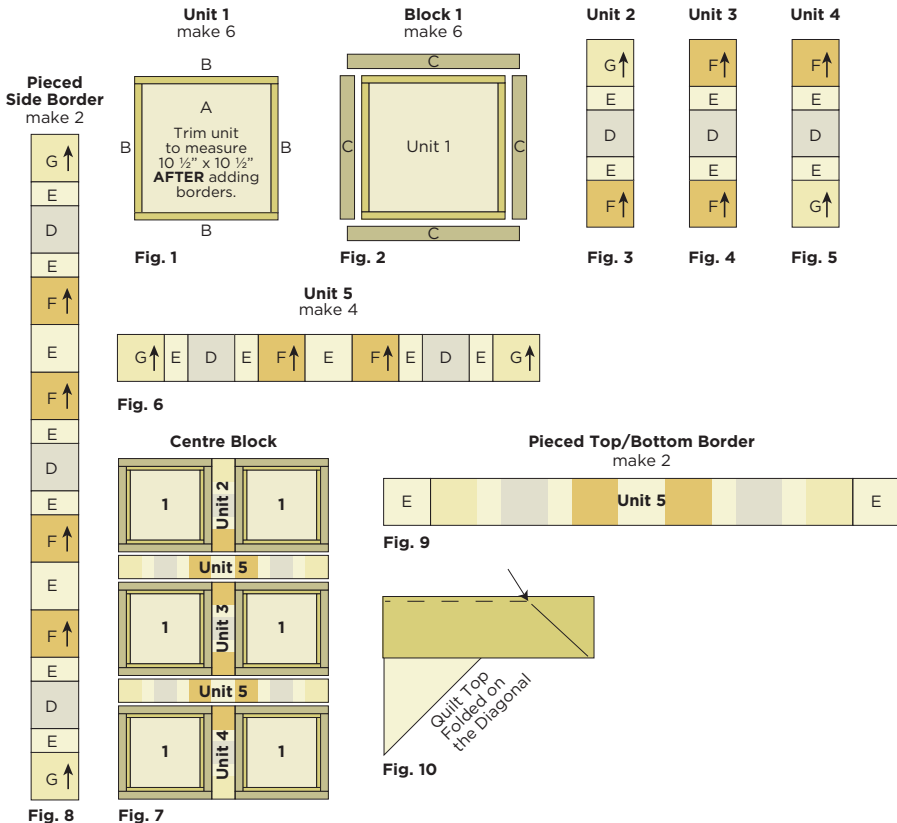 Pieced
Side Border
make 2
G
E
D
E
F
E
F
E
D
E
F
E
F
E
D
E
G
Fig. 8
Unit 1
make 6
B
B
A
Trim unit
to measure
10 ½” x 10 ½”
AFTER adding
borders.
B
B
Fig. 1
Block 1
make 6
C
C
Unit 1
C
C
Fig. 2
Unit 2
G
E
D
E
F
Fig. 3
Unit 3
F
E
D
E
F
Fig. 4
Unit 4
F
E
D
E
G
Fig. 5
Unit 5
make 4
G E D E F E F E D E G
Fig. 6
Centre Block
1 Unit 2 1
Unit 5
1 Unit 3 1
Unit 5
1 Unit 4 1
Fig. 7
Pieced Top/Bottom Border
make 2
E Unit 5 E
Fig. 9
Quilt Top
Folded on
the Diagonal
Fig. 10